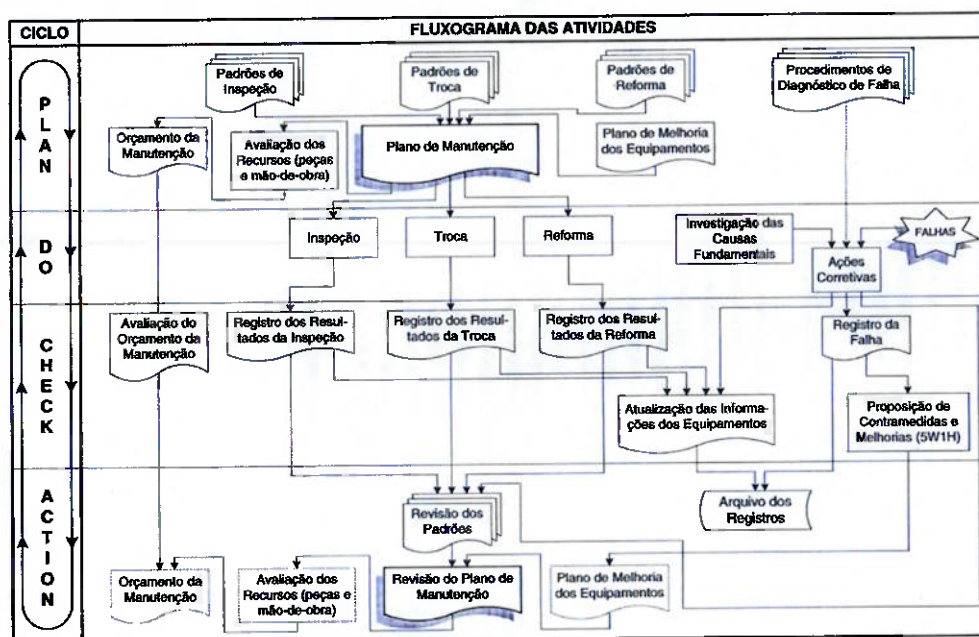 CICLO
FLUXOGRAMA DAS ATIVIDADES
PLAN
Padrões de
Inspeção
Padrões de
Troca
Padrões de
Reforma
Procedimentos de
Diagnóstico de Falha
Orçamento da
Manutenção
Avaliação dos
Recursos (peças
e mão-de-obra)
Plano de Manutenção
Plano de Melhoria
dos Equipamentos
DO
Inspeção
Troca
Reforma
Investigação das
Causas
Fundamentais
FALHAS
Ações
Corretivas
CHECK
Avaliação do
Orçamento da
Manutenção
Registro dos Resul-
tados da Inspeção
Registro dos Resul-
tados da Troca
Registro dos Resul-
tados da Reforma
Registro da
Falha
Atualização das Informa-
ções dos Equipamentos
Proposição de
Contramedidas e
Melhorias (5W1H)
ACTION
Revisão dos
Padrões
Arquivo dos
Registros
Orçamento da
Manutenção
Avaliação dos
Recursos (peças e
mão-de-obra)
Revisão do Plano de
Manutenção
Plano de Melhoria
dos Equipamentos